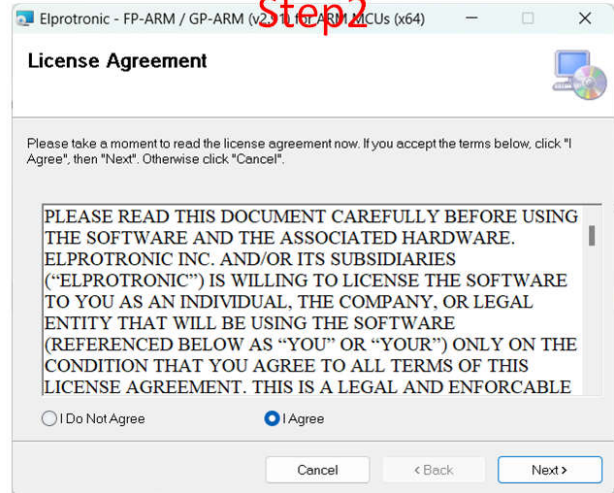 Step2
Elprotronic - FP-ARM / GP-ARM (v2.91) for ARM MCUs (x64)
License Agreement
Please take a moment to read the license agreement now. If you accept the terms below, click "I
Agree", then "Next". Otherwise click "Cancel".
PLEASE READ THIS DOCUMENT CAREFULLY BEFORE USING
THE SOFTWARE AND THE ASSOCIATED HARDWARE.
ELPROTRONIC INC. AND/OR ITS SUBSIDIARIES
(“ELPROTRONIC”) IS WILLING TO LICENSE THE SOFTWARE
TO YOU AS AN INDIVIDUAL, THE COMPANY, OR LEGAL
ENTITY THAT WILL BE USING THE SOFTWARE
(REFERENCED BELOW AS “YOU” OR “YOUR”) ONLY ON THE
CONDITION THAT YOU AGREE TO ALL TERMS OF THIS
LICENSE AGREEMENT. THIS IS A LEGAL AND ENFORCABLE
I Do Not Agree
I Agree
Cancel
< Back
Next >